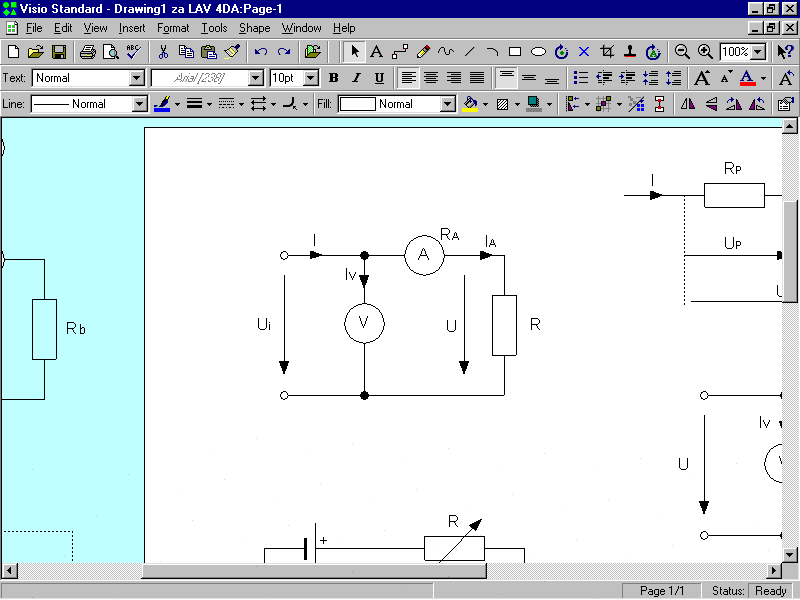 Visio Standard - Drawing1 za LAV 4DA:Page-1
File Edit View Insert Format Tools Shape Window Help
ABC A 100% ?
Text: Normal Arial [238] 10pt B I U A A A A
Line: Normal Fill: Normal
RP
I
UP
I RA IA
A
IV
Ui V U R
Rb
IV
U
R
+
Page 1/1 Status: Ready